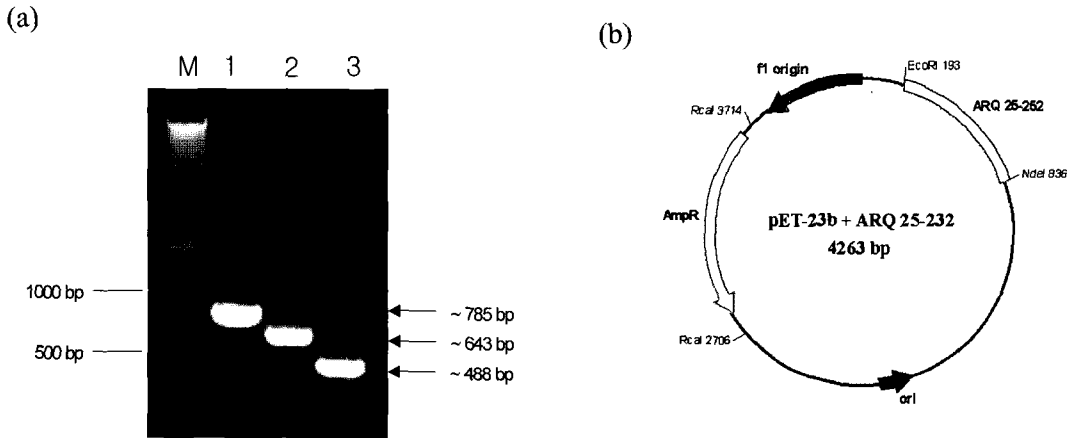 (a)
M 1 2 3
1000 bp
500 bp
~ 785 bp
~ 643 bp
~ 488 bp
(b)
f1 origin
EcoRI 193
ARQ 25-252
RcaI 3714
NdeI 836
AmpR
pET-23b + ARQ 25-232
4263 bp
RcaI 2706
ori